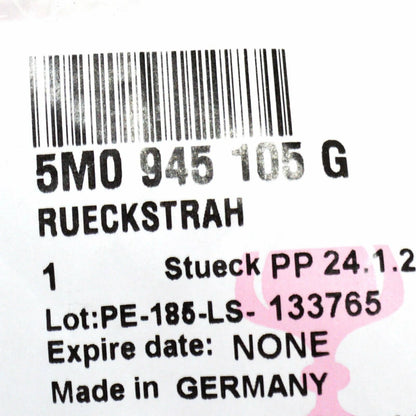 5M0 945 105 G
RUECKSTRAH
1 Stueck PP 24.1.2
Lot:PE-185-LS- 133765
Expire date: NONE
Made in GERMANY